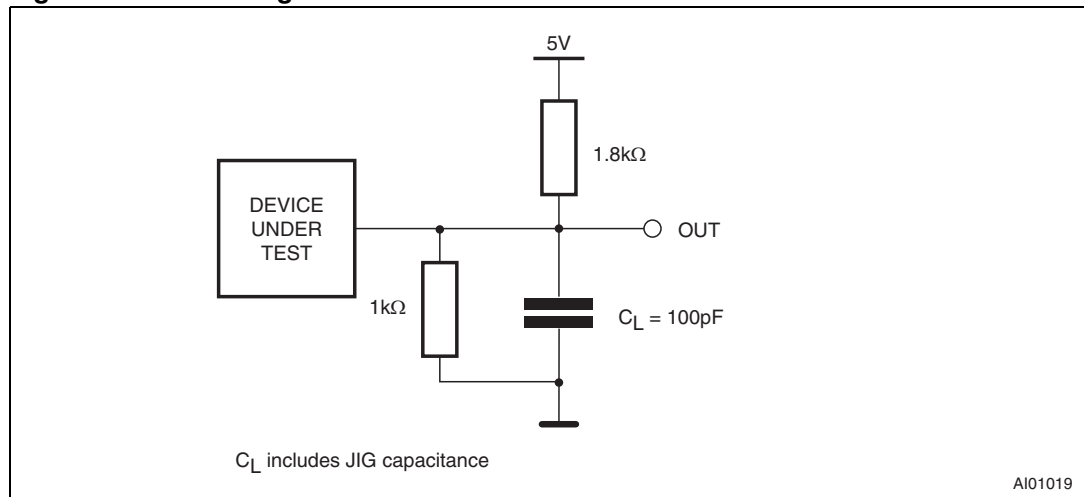 5V
1.8kΩ
DEVICE
UNDER
TEST
OUT
1kΩ
CL = 100pF
CL includes JIG capacitance
AI01019